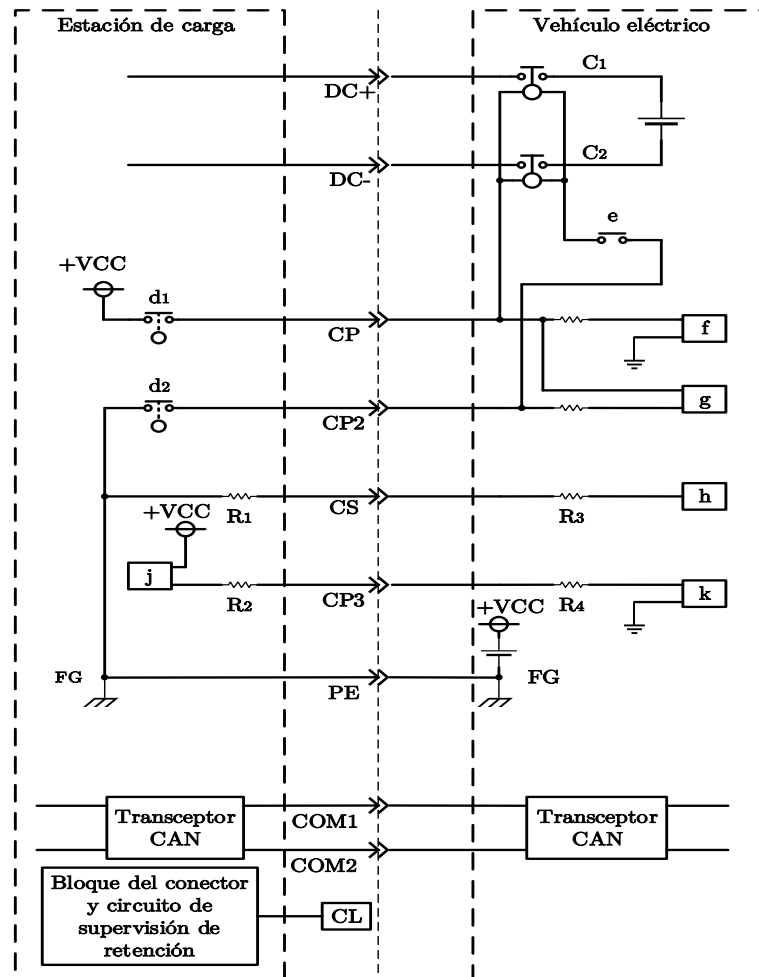 Estación de carga
Vehículo eléctrico
C1
DC+
C2
DC-
e
+VCC
d1
CP
f
d2
CP2
g
+VCC
R1
CS
R3
h
j
R2
CP3
+VCC
R4
k
FG
PE
FG
Transceptor
CAN
COM1
COM2
Transceptor
CAN
Bloque del conector
y circuito de
supervisión de
retención
CL